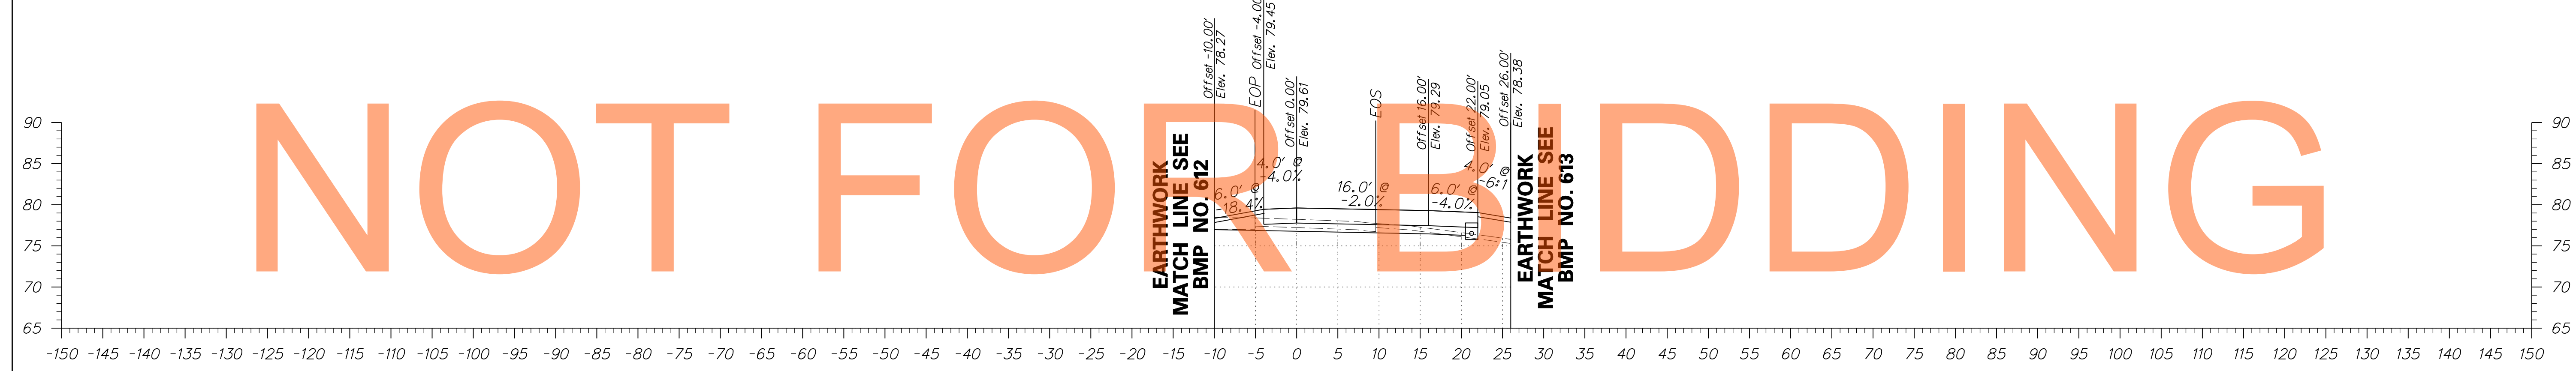 NOT FOR BIDDING
Offset -10.00'
Elev. 78.27
EOP
Offset -4.00
Elev. 79.45
Offset 0.00'
Elev. 79.61
EOS
Offset 16.00'
Elev. 79.29
Offset 22.00'
Elev. 79.05
Offset 26.00'
Elev. 78.38
EARTHWORK
MATCH LINE SEE
BMP NO. 612
6.0' @
-18.4%
4.0' @
-4.0%
16.0' @
-2.0%
6.0' @
-4.0%
4.0' @
-6:1
EARTHWORK
MATCH LINE SEE
BMP NO. 613
90
85
80
75
70
65
90
85
80
75
70
65
-150 -145 -140 -135 -130 -125 -120 -115 -110 -105 -100 -95 -90 -85 -80 -75 -70 -65 -60 -55 -50 -45 -40 -35 -30 -25 -20 -15 -10 -5 0 5 10 15 20 25 30 35 40 45 50 55 60 65 70 75 80 85 90 95 100 105 110 115 120 125 130 135 140 145 150